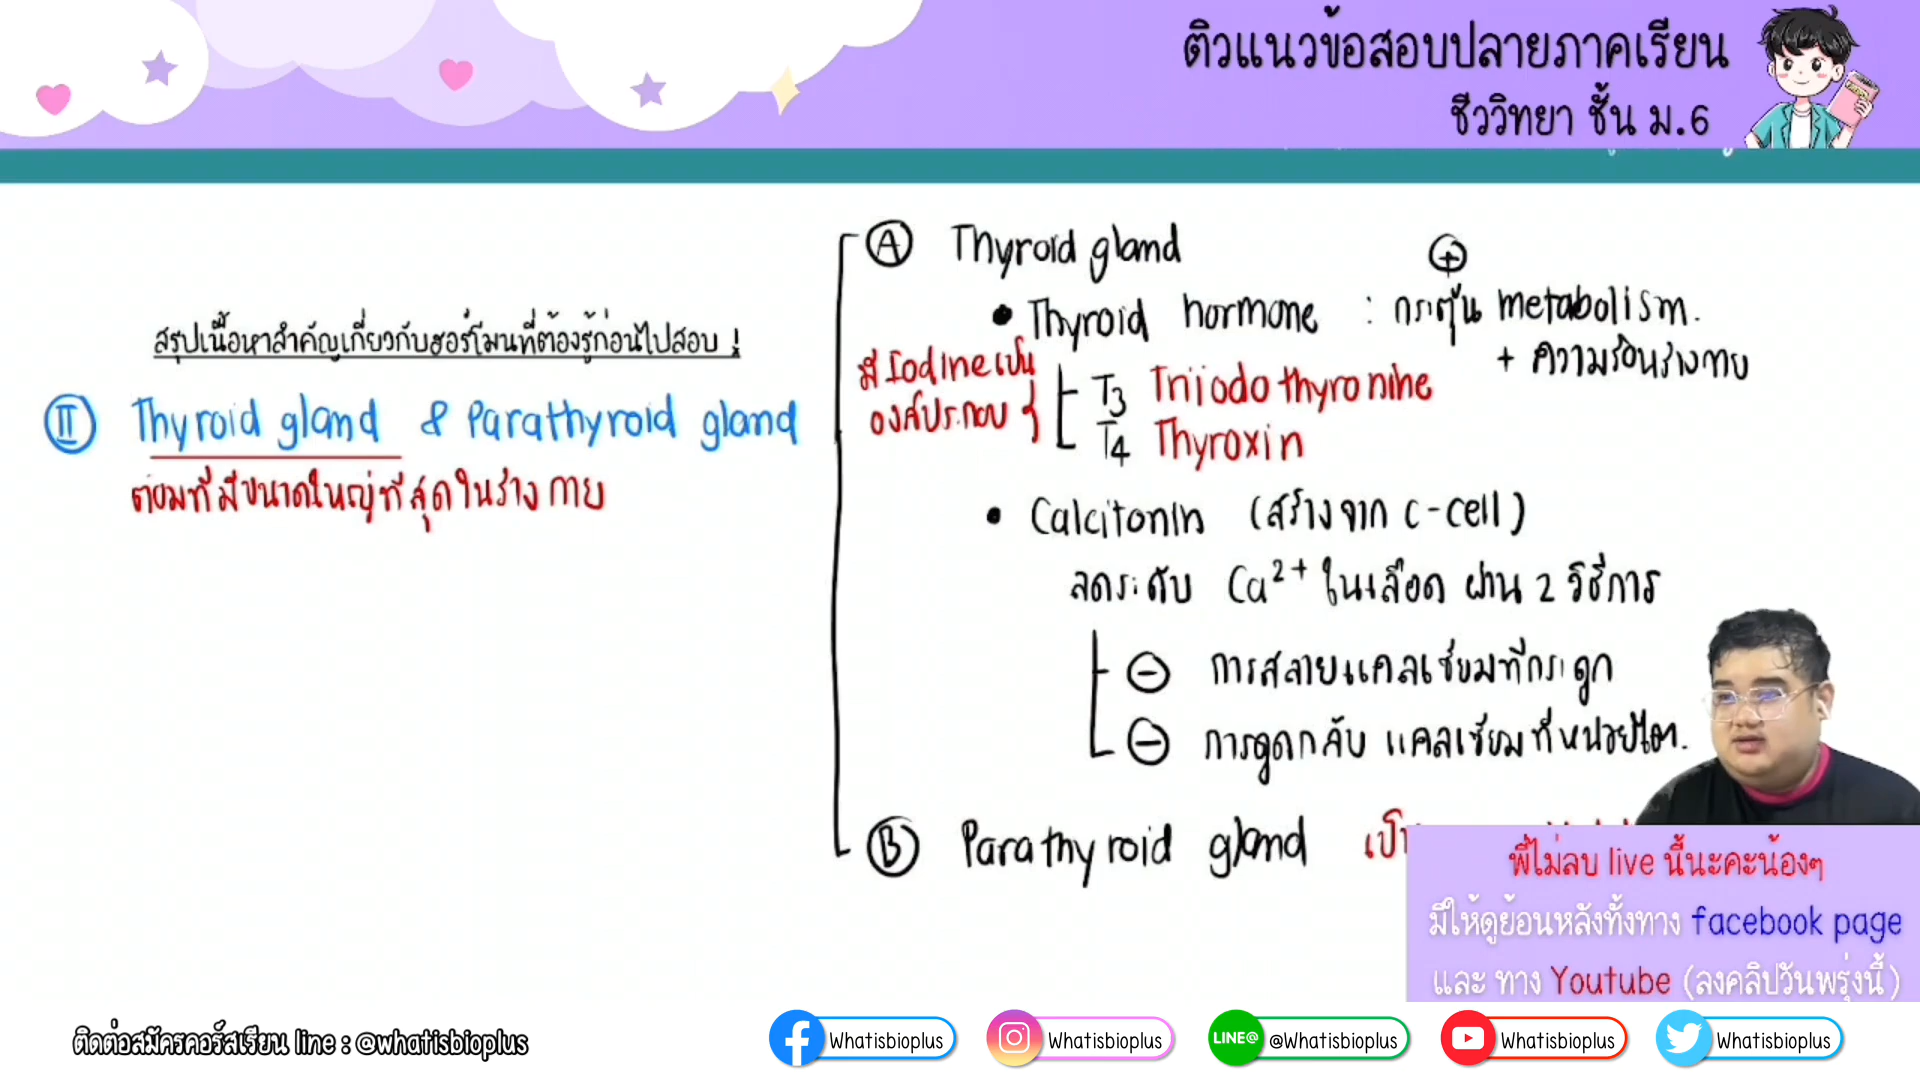 ติวแนวข้อสอบปลายภาคเรียน
ชีววิทยา ชั้น ม.6
สรุปเนื้อหาสำคัญเกี่ยวกับฮอร์โมนที่ต้องรู้ก่อนไปสอบ !
II Thyroid gland & Parathyroid gland
ต่อมที่มีขนาดใหญ่ที่สุดในร่างกาย
A Thyroid gland
+
• Thyroid hormone : กระตุ้น metabolism.
+ ความร้อนร่างกาย
มี Iodine เป็น
องค์ประกอบ
T3 Triiodothyronine
T4 Thyroxin
• Calcitonin (สร้างจาก C-cell)
ลดระดับ Ca2+ ในเลือด ผ่าน 2 วิธีการ
- การสลายแคลเซียมที่กระดูก
- การดูดกลับ แคลเซียมที่หน่วยไต.
B Parathyroid gland
พี่ไม่ลบ live นี้นะคะน้องๆ
มีให้ดูย้อนหลังทั้งทาง facebook page
และ ทาง Youtube (ลงคลิปวันพรุ่งนี้)
ติดต่อสมัครคอร์สเรียน line : @whatisbioplus
Whatisbioplus
Whatisbioplus
LINE@ @Whatisbioplus
Whatisbioplus
Whatisbioplus